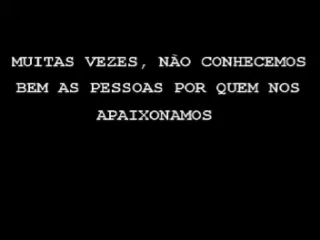 MUITAS VEZES, NÃO CONHECEMOS
BEM AS PESSOAS POR QUEM NOS
APAIXONAMOS